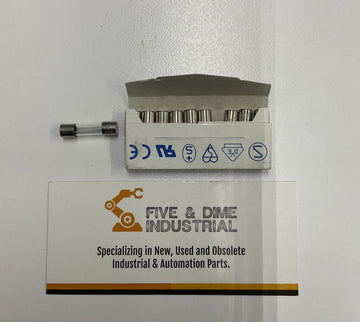 FIVE & DIME
INDUSTRIAL
Specializing in New, Used and Obsolete
Industrial & Automation Parts.